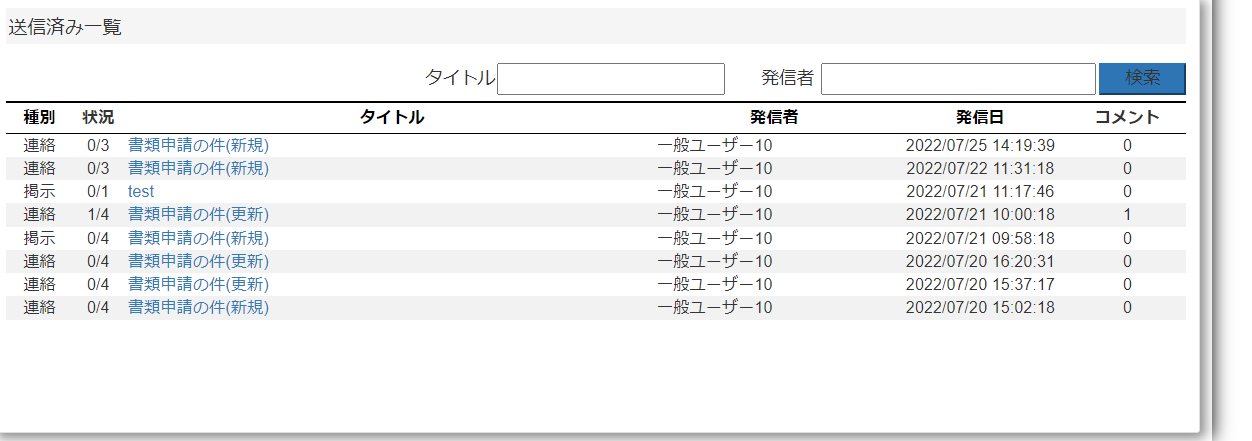 送信済み一覧
タイトル 発信者 検索
種別 状況 タイトル 発信者 発信日 コメント
連絡 0/3 書類申請の件(新規) 一般ユーザー10 2022/07/25 14:19:39 0
連絡 0/3 書類申請の件(新規) 一般ユーザー10 2022/07/22 11:31:18 0
掲示 0/1 test 一般ユーザー10 2022/07/21 11:17:46 0
連絡 1/4 書類申請の件(更新) 一般ユーザー10 2022/07/21 10:00:18 1
掲示 0/4 書類申請の件(新規) 一般ユーザー10 2022/07/21 09:58:18 0
連絡 0/4 書類申請の件(更新) 一般ユーザー10 2022/07/20 16:20:31 0
連絡 0/4 書類申請の件(更新) 一般ユーザー10 2022/07/20 15:37:17 0
連絡 0/4 書類申請の件(新規) 一般ユーザー10 2022/07/20 15:02:18 0